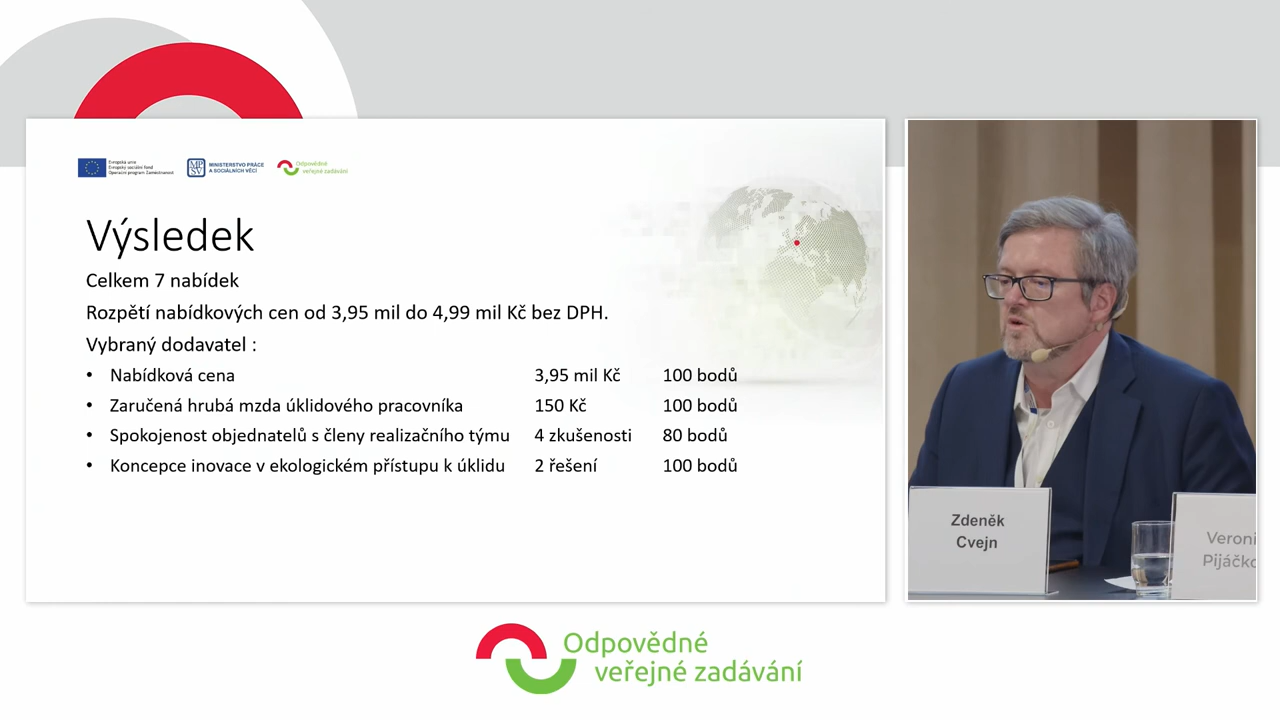 Evropská unie
Evropský sociální fond
Operační program Zaměstnanost
MINISTERSTVO PRÁCE
A SOCIÁLNÍCH VĚCÍ
Odpovědné
veřejné zadávání
Výsledek
Celkem 7 nabídek
Rozpětí nabídkových cen od 3,95 mil do 4,99 mil Kč bez DPH.
Vybraný dodavatel :
• Nabídková cena 3,95 mil Kč 100 bodů
• Zaručená hrubá mzda úklidového pracovníka 150 Kč 100 bodů
• Spokojenost objednatelů s členy realizačního týmu 4 zkušenosti 80 bodů
• Koncepce inovace v ekologickém přístupu k úklidu 2 řešení 100 bodů
Zdeněk
Cvejn
Veroni
Pijáčko
Odpovědné
veřejné zadávání